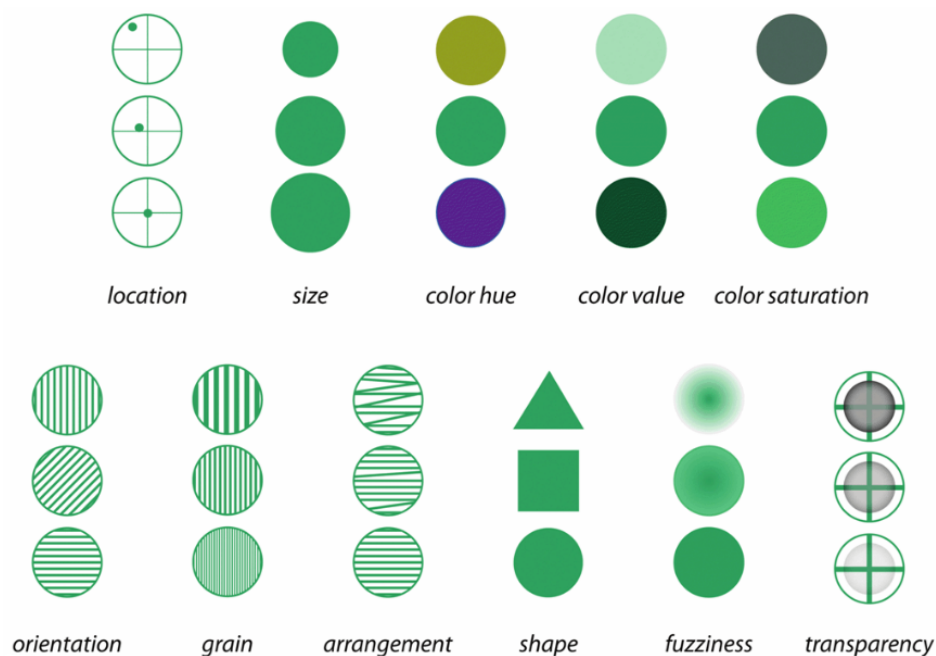 location size color hue color value color saturation
orientation grain arrangement shape fuzziness transparency